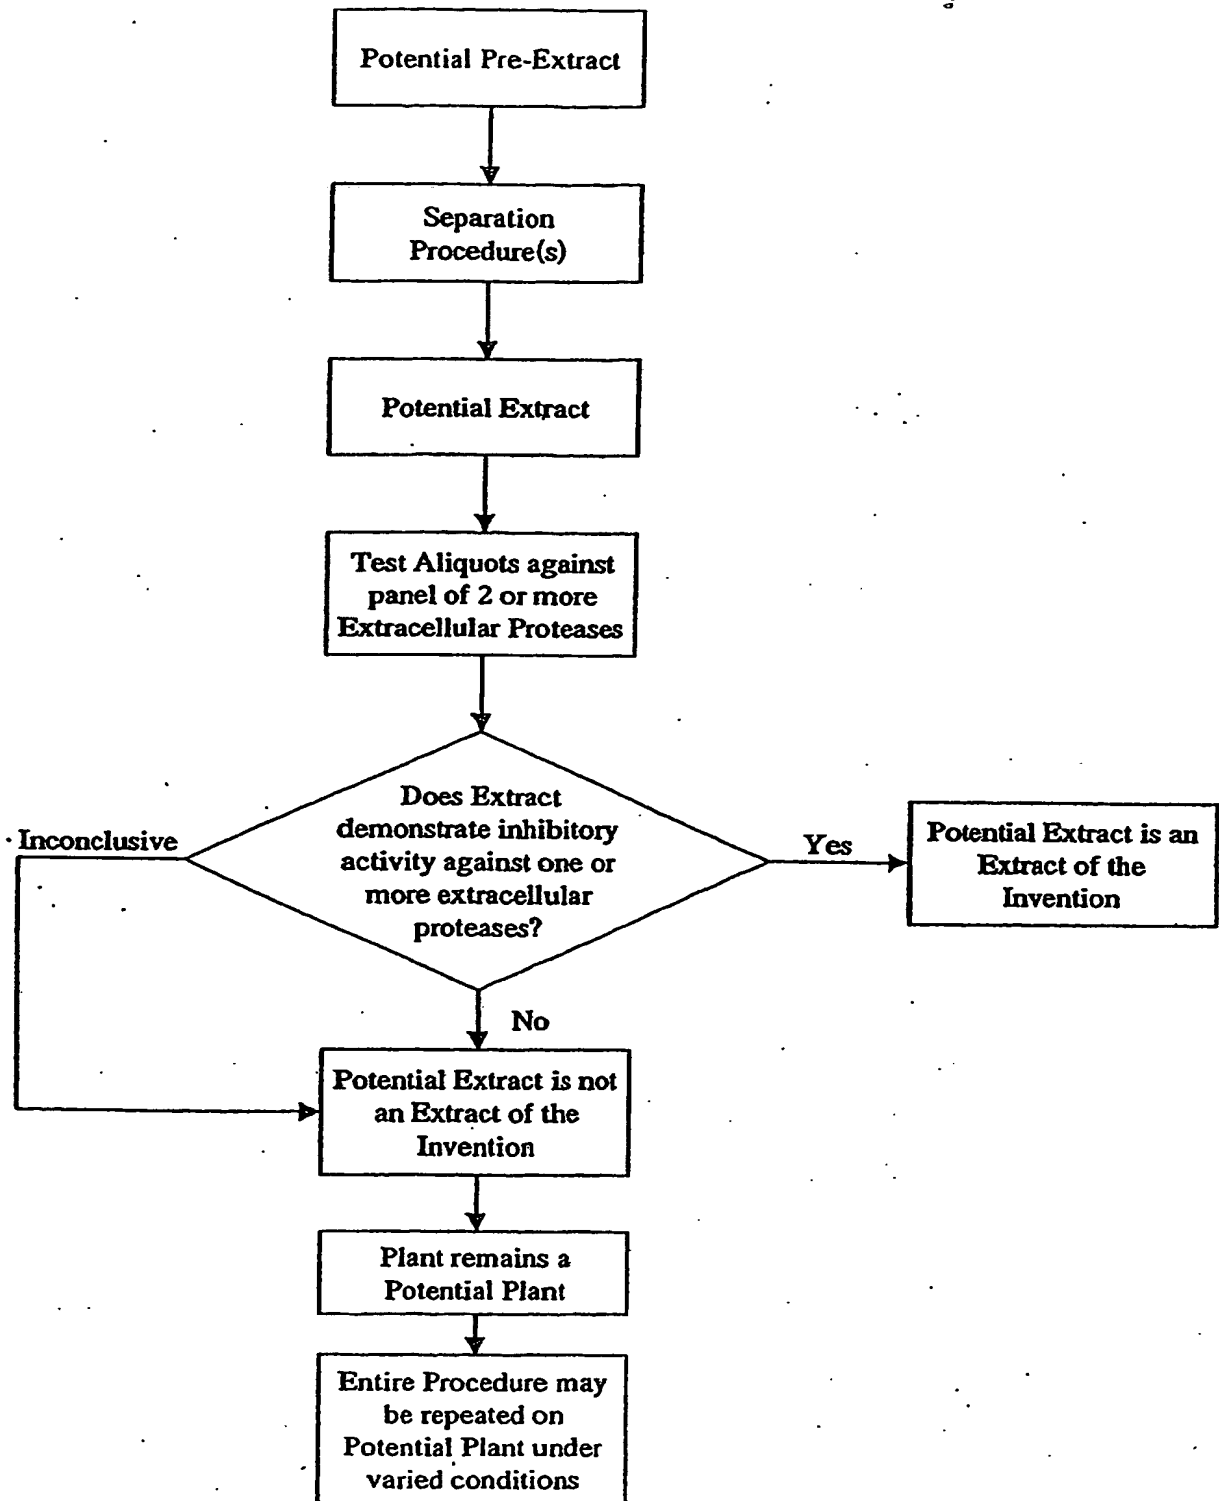 Potential Pre-Extract
Separation
Procedure(s)
Potential Extract
Test Aliquots against
panel of 2 or more
Extracellular Proteases
Does Extract
demonstrate inhibitory
activity against one or
more extracellular
proteases?
Inconclusive
Yes
Potential Extract is an
Extract of the
Invention
No
Potential Extract is not
an Extract of the
Invention
Plant remains a
Potential Plant
Entire Procedure may
be repeated on
Potential Plant under
varied conditions